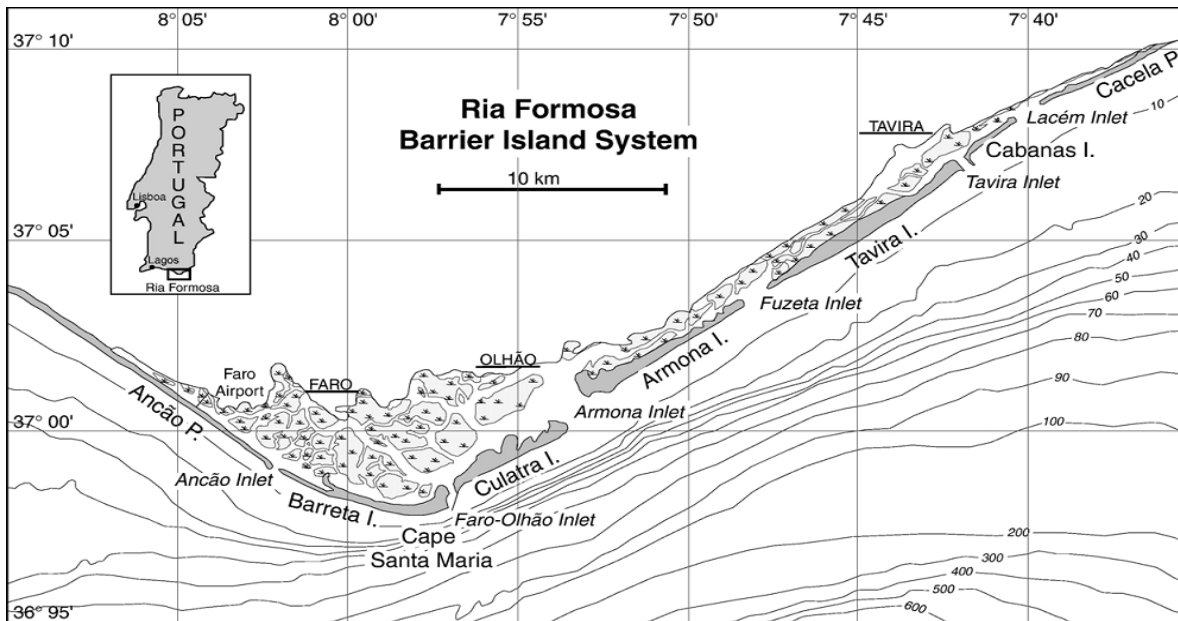 8° 05'
8° 00'
7° 55'
7° 50'
7° 45'
7° 40'
37° 10'
37° 05'
37° 00'
36° 95'
PORTUGAL
Lisboa
Lagos
Ria Formosa
Ria Formosa
Barrier Island System
10 km
TAVIRA
Cacela P.
10
Lacém Inlet
Cabanas I.
Tavira Inlet
Tavira I.
20
30
40
50
60
70
80
90
100
Fuzeta Inlet
Armona I.
OLHÃO
Faro
Airport
FARO
Armona Inlet
Ancão P.
Ancão Inlet
Culatra I.
Barreta I.
Faro-Olhão Inlet
Cape
Santa Maria
200
300
400
500
600